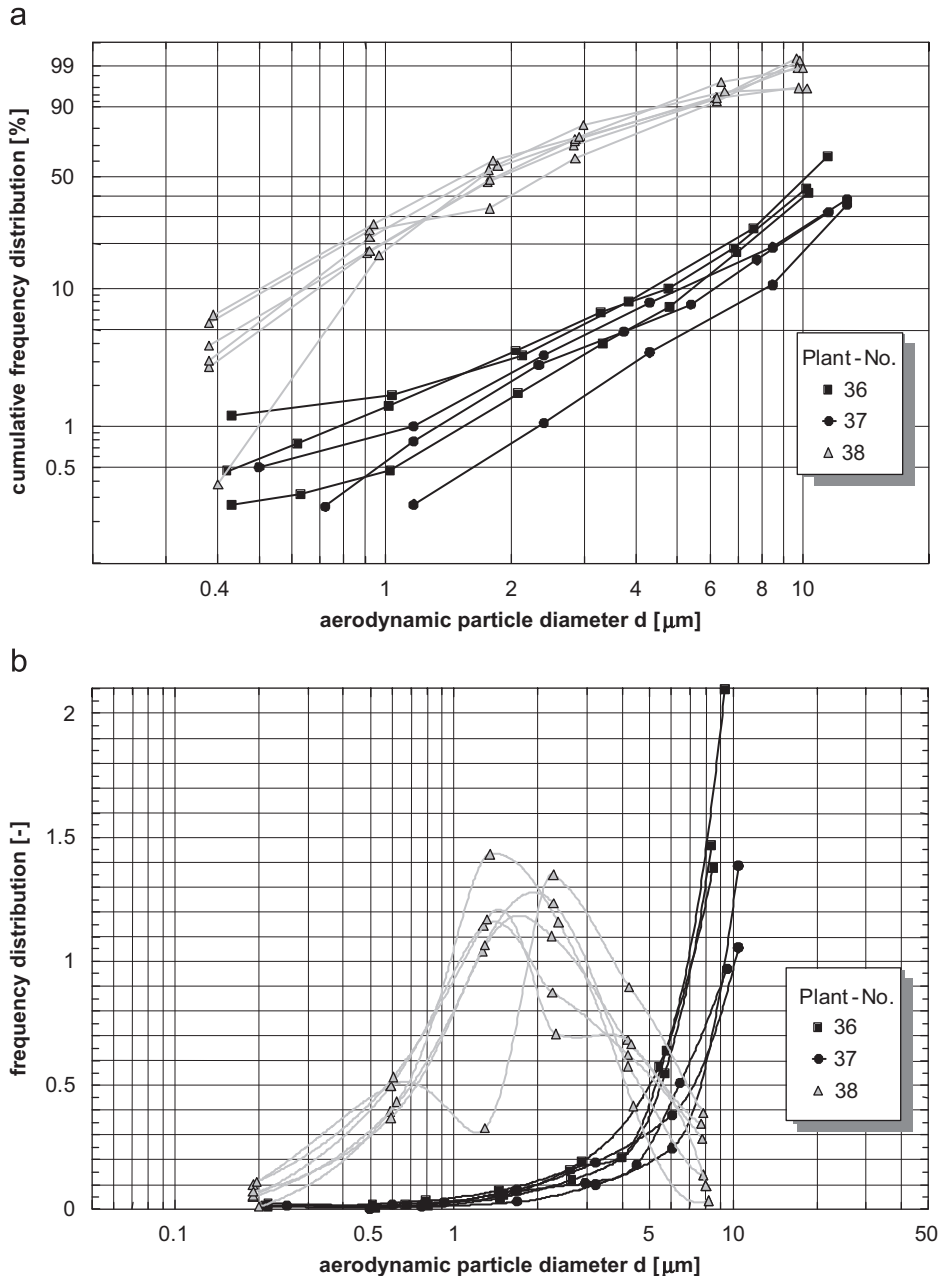 a
cumulative frequency distribution [%]
99
90
50
10
1
0.5
Plant-No.
36
37
38
0.4 1 2 4 6 8 10
aerodynamic particle diameter d [μm]
b
frequency distribution [-]
2
1.5
1
0.5
0
Plant-No.
36
37
38
0.1 0.5 1 5 10 50
aerodynamic particle diameter d [μm]